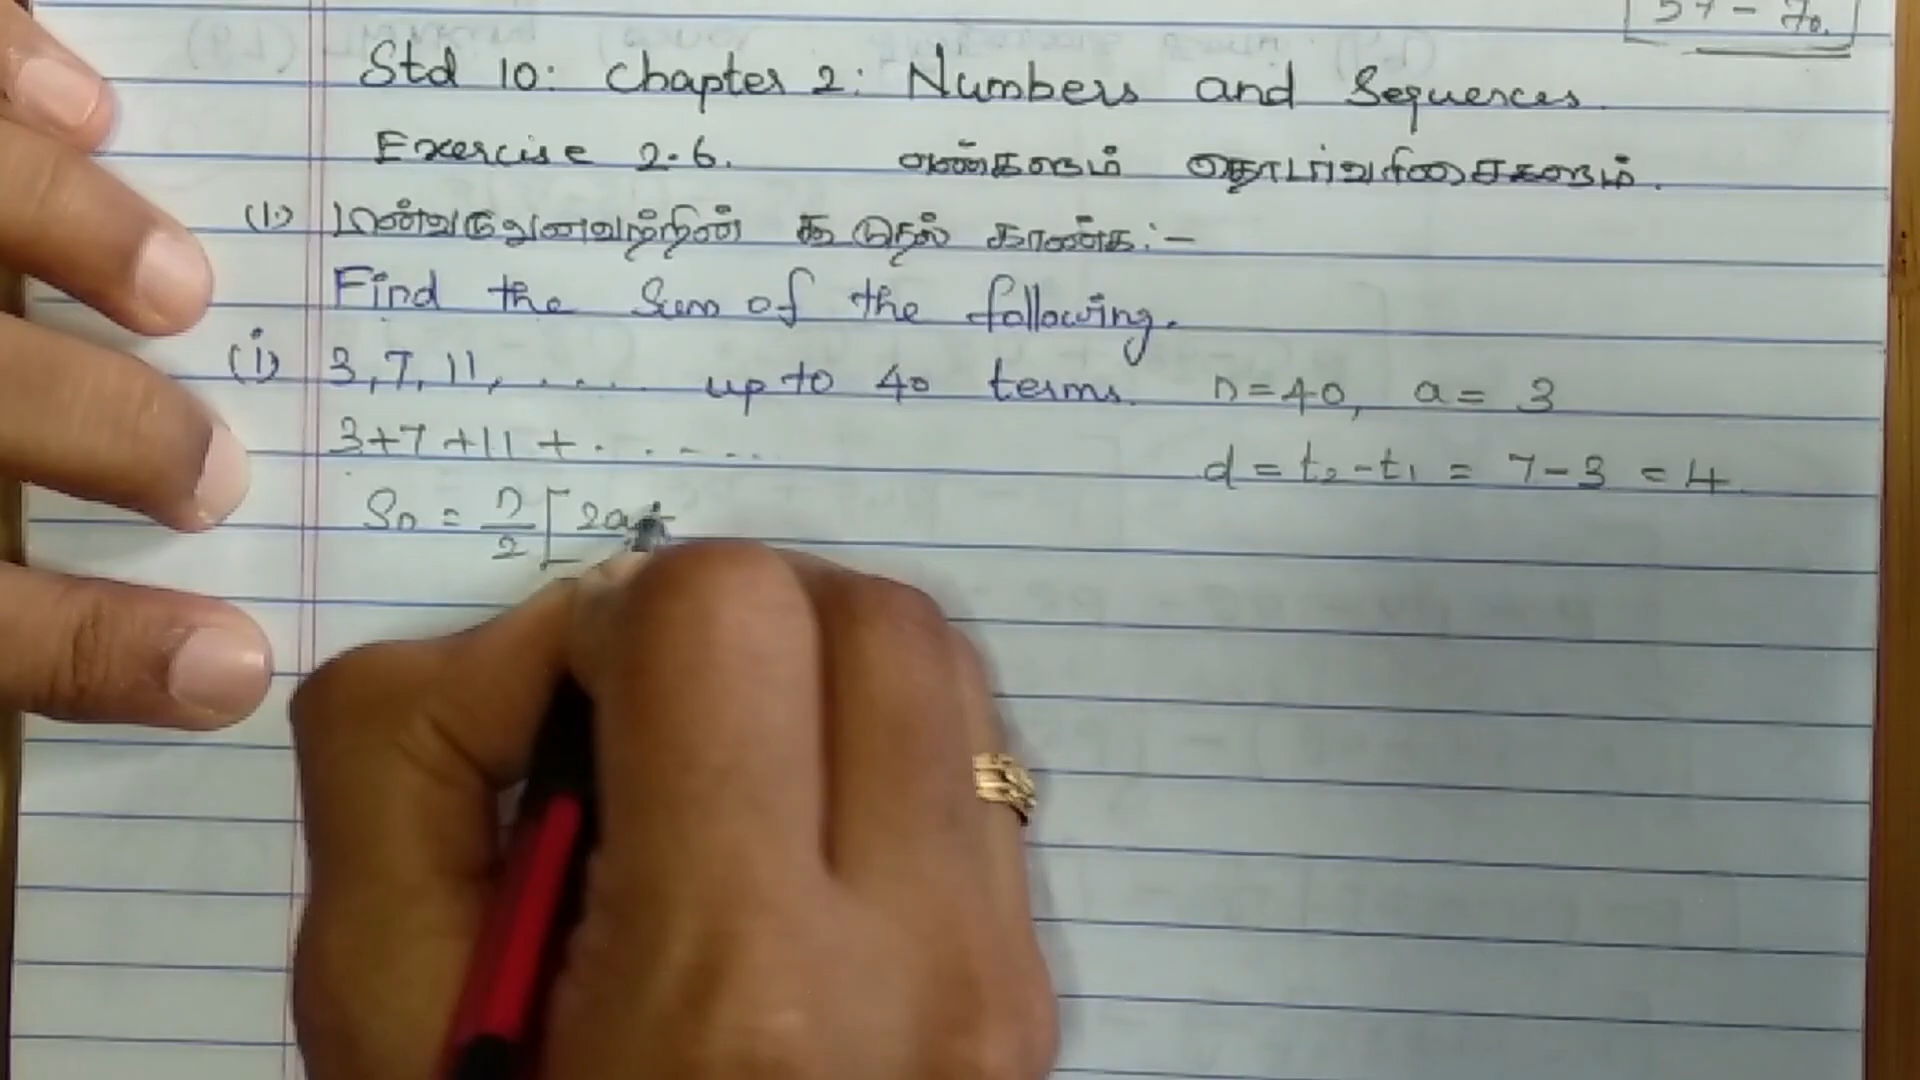 57 - 70.
Std 10: Chapter 2: Numbers and Sequences
Exercise 2.6. எண்களும் தொடர்வரிசைகளும்.
(1.) பின்வருவனவற்றின் கூடுதல் காண்க:-
Find the Sum of the following.
(i) 3, 7, 11, ..... up to 40 terms. n=40, a= 3
3+7+11 + ......
d = t₂-t₁ = 7-3 = 4
Sn = n/2 [2a+